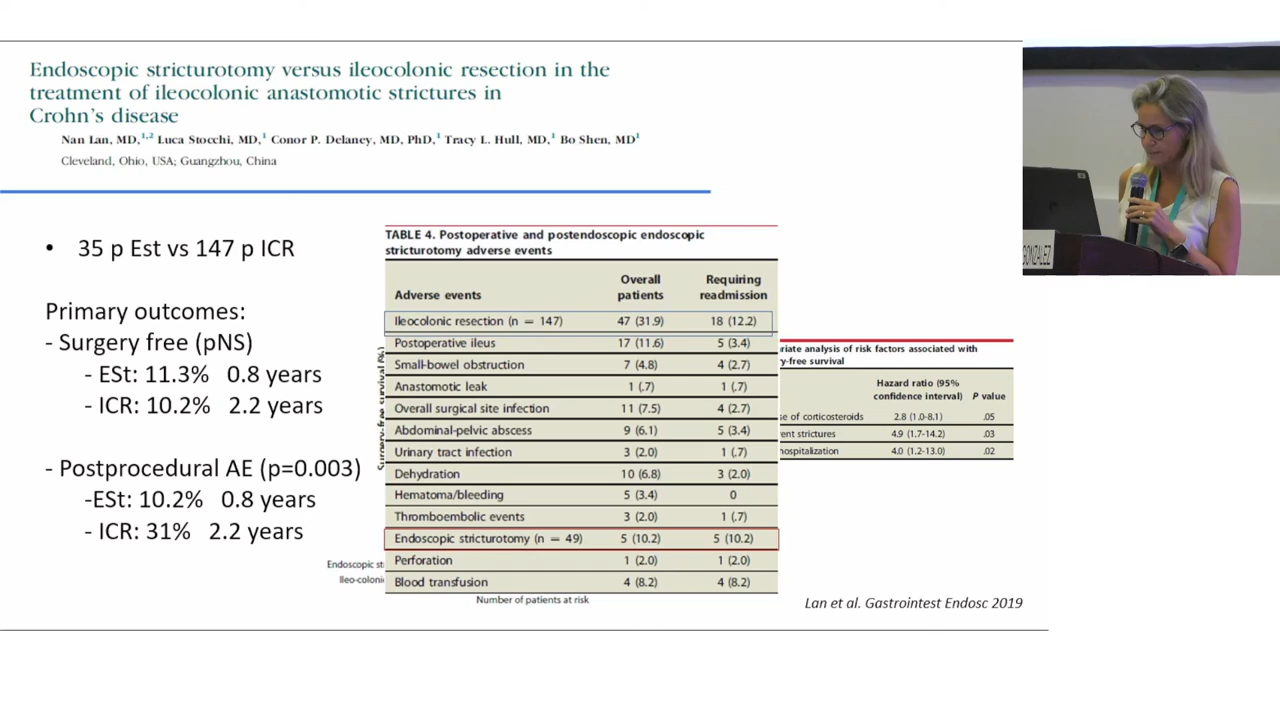 Endoscopic stricturotomy versus ileocolonic resection in the
treatment of ileocolonic anastomotic strictures in
Crohn's disease
Nan Lan, MD,1,2 Luca Stocchi, MD,1 Conor P. Delaney, MD, PhD,1 Tracy L. Hull, MD,1 Bo Shen, MD1
Cleveland, Ohio, USA; Guangzhou, China
• 35 p Est vs 147 p ICR
Primary outcomes:
- Surgery free (pNS)
- ESt: 11.3% 0.8 years
- ICR: 10.2% 2.2 years
- Postprocedural AE (p=0.003)
-ESt: 10.2% 0.8 years
- ICR: 31% 2.2 years
Surgery-free survival (%)
Endoscopic st
Ileo-coloni
Number of patients at risk
TABLE 4. Postoperative and postendoscopic endoscopic
stricturotomy adverse events
Adverse events Overall patients Requiring readmission
Ileocolonic resection (n = 147) 47 (31.9) 18 (12.2)
Postoperative ileus 17 (11.6) 5 (3.4)
Small-bowel obstruction 7 (4.8) 4 (2.7)
Anastomotic leak 1 (.7) 1 (.7)
Overall surgical site infection 11 (7.5) 4 (2.7)
Abdominal-pelvic abscess 9 (6.1) 5 (3.4)
Urinary tract infection 3 (2.0) 1 (.7)
Dehydration 10 (6.8) 3 (2.0)
Hematoma/bleeding 5 (3.4) 0
Thromboembolic events 3 (2.0) 1 (.7)
Endoscopic stricturotomy (n = 49) 5 (10.2) 5 (10.2)
Perforation 1 (2.0) 1 (2.0)
Blood transfusion 4 (8.2) 4 (8.2)
riate analysis of risk factors associated with
y-free survival
Hazard ratio (95% confidence interval) P value
se of corticosteroids 2.8 (1.0-8.1) .05
ent strictures 4.9 (1.7-14.2) .03
hospitalization 4.0 (1.2-13.0) .02
Lan et al. Gastrointest Endosc 2019
GONZALEZ